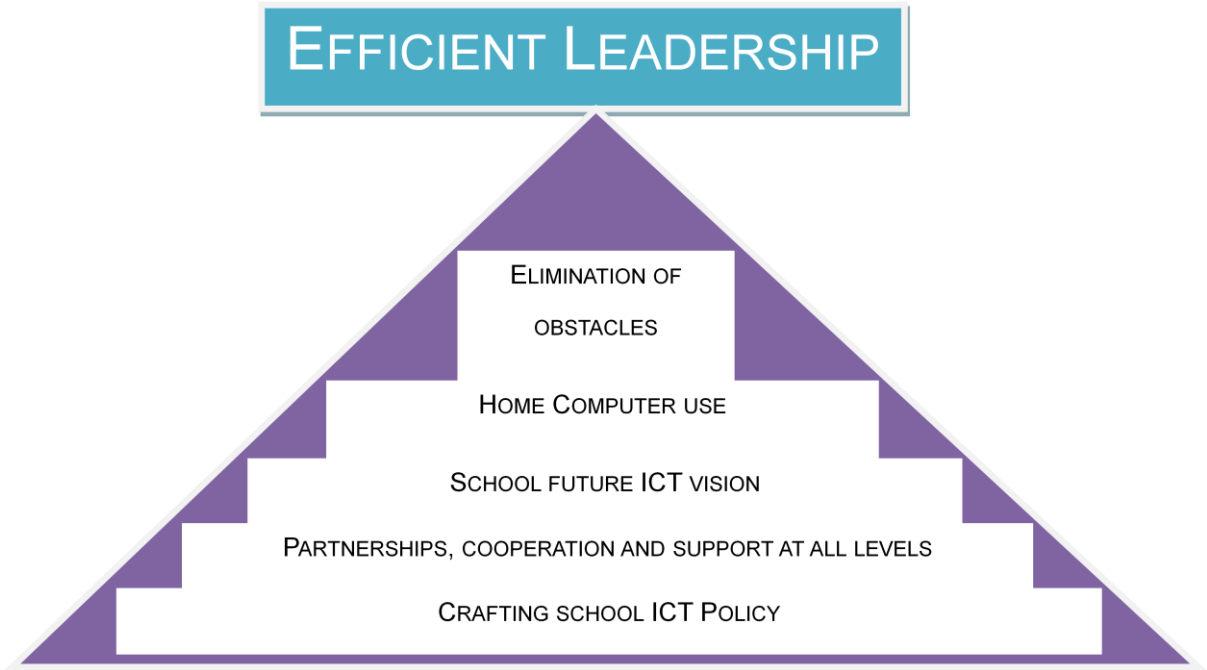 EFFICIENT LEADERSHIP
ELIMINATION OF
OBSTACLES
HOME COMPUTER USE
SCHOOL FUTURE ICT VISION
PARTNERSHIPS, COOPERATION AND SUPPORT AT ALL LEVELS
CRAFTING SCHOOL ICT POLICY